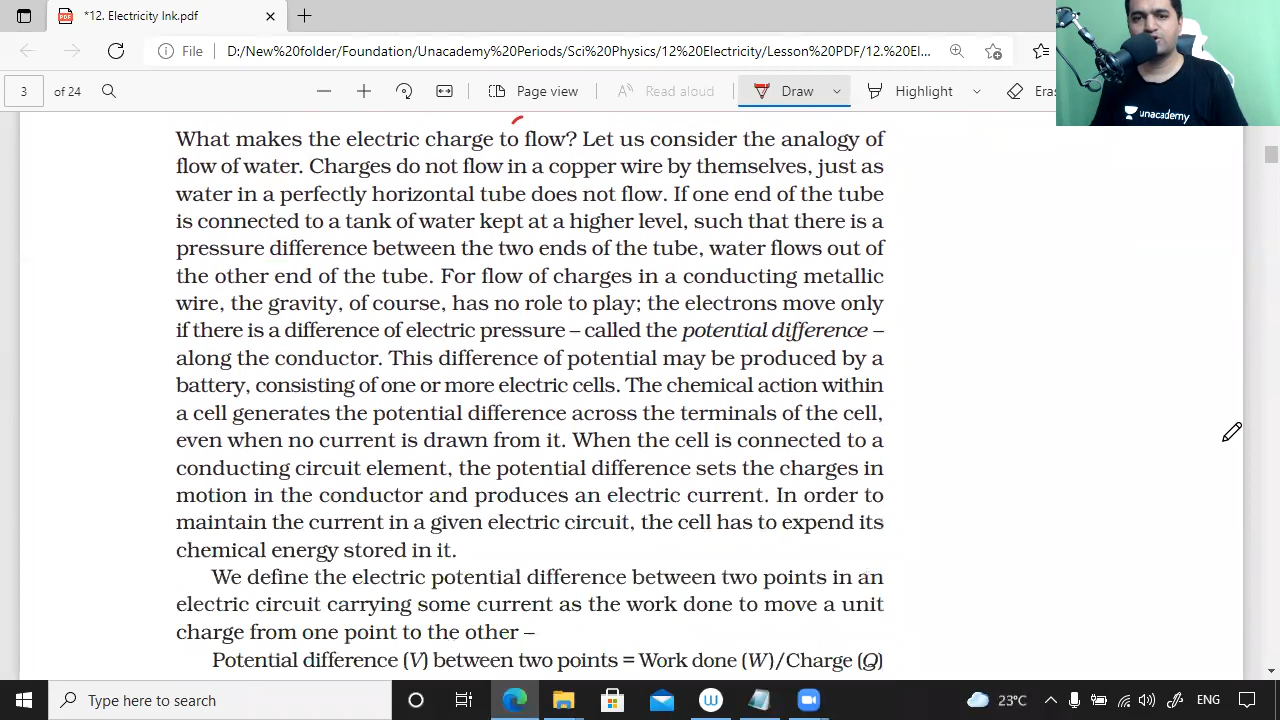 *12. Electricity Ink.pdf
File
D:/New%20folder/Foundation/Unacademy%20Periods/Sci%20Physics/12%20Electricity/Lesson%20PDF/12.%20El...
3 of 24
Page view
Read aloud
Draw
Highlight
Eras
unacademy
What makes the electric charge to flow? Let us consider the analogy of
flow of water. Charges do not flow in a copper wire by themselves, just as
water in a perfectly horizontal tube does not flow. If one end of the tube
is connected to a tank of water kept at a higher level, such that there is a
pressure difference between the two ends of the tube, water flows out of
the other end of the tube. For flow of charges in a conducting metallic
wire, the gravity, of course, has no role to play; the electrons move only
if there is a difference of electric pressure – called the potential difference –
along the conductor. This difference of potential may be produced by a
battery, consisting of one or more electric cells. The chemical action within
a cell generates the potential difference across the terminals of the cell,
even when no current is drawn from it. When the cell is connected to a
conducting circuit element, the potential difference sets the charges in
motion in the conductor and produces an electric current. In order to
maintain the current in a given electric circuit, the cell has to expend its
chemical energy stored in it.
We define the electric potential difference between two points in an
electric circuit carrying some current as the work done to move a unit
charge from one point to the other –
Potential difference (V) between two points = Work done (W)/Charge (Q)
Type here to search
W
23°C
ENG